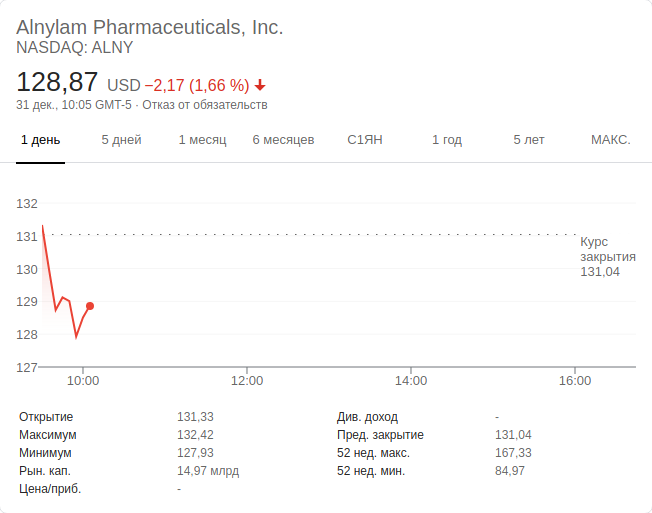 Alnylam Pharmaceuticals, Inc.
NASDAQ: ALNY
128,87 USD −2,17 (1,66 %)
31 дек., 10:05 GMT-5 · Отказ от обязательств
1 день 5 дней 1 месяц 6 месяцев С1ЯН 1 год 5 лет МАКС.
132
131
130
129
128
127
Курс
закрытия
131,04
10:00 12:00 14:00 16:00
Открытие 131,33 Див. доход -
Максимум 132,42 Пред. закрытие 131,04
Минимум 127,93 52 нед. макс. 167,33
Рын. кап. 14,97 млрд 52 нед. мин. 84,97
Цена/приб. -